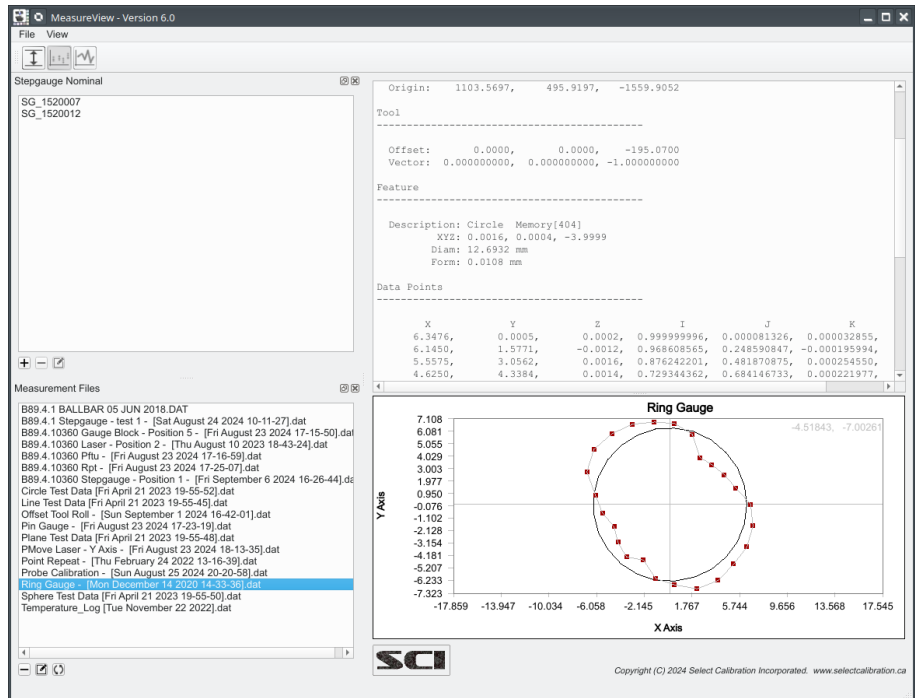 MeasureView - Version 6.0
File View
Stepgauge Nominal
SG_1520007
SG_1520012
Measurement Files
B89.4.1 BALLBAR 05 JUN 2018.DAT
B89.4.1 Stepgauge - test 1 - [Sat August 24 2024 10-11-27].dat
B89.4.10360 Gauge Block - Position 5 - [Fri August 23 2024 17-15-50].dat
B89.4.10360 Laser - Position 2 - [Thu August 10 2023 18-43-24].dat
B89.4.10360 Pftu - [Fri August 23 2024 17-16-59].dat
B89.4.10360 Rpt - [Fri August 23 2024 17-25-07].dat
B89.4.10360 Stepgauge - Position 1 - [Fri September 6 2024 16-26-44].da
Circle Test Data [Fri April 21 2023 19-55-52].dat
Line Test Data [Fri April 21 2023 19-55-45].dat
Offset Tool Roll - [Sun September 1 2024 16-42-01].dat
Pin Gauge - [Fri August 23 2024 17-23-19].dat
Plane Test Data [Fri April 21 2023 19-55-48].dat
PMove Laser - Y Axis - [Fri August 23 2024 18-13-35].dat
Point Repeat - [Thu February 24 2022 13-16-39].dat
Probe Calibration - [Sun August 25 2024 20-20-58].dat
Ring Gauge - [Mon December 14 2020 14-33-36].dat
Sphere Test Data [Fri April 21 2023 19-55-50].dat
Temperature_Log [Tue November 22 2022].dat
Origin: 1103.5697, 495.9197, -1559.9052
Tool
---------------------------------------------
Offset: 0.0000, 0.0000, -195.0700
Vector: 0.000000000, 0.000000000, -1.000000000
Feature
---------------------------------------------
Description: Circle Memory[404]
XYZ: 0.0016, 0.0004, -3.9999
Diam: 12.6932 mm
Form: 0.0108 mm
Data Points
---------------------------------------------
X Y Z I J K
6.3476, 0.0005, 0.0002, 0.999999996, 0.000081326, 0.000032855,
6.1450, 1.5771, -0.0012, 0.968608565, 0.248590847, -0.000195994,
5.5575, 3.0562, 0.0016, 0.876242201, 0.481870875, 0.000254550,
4.6250, 4.3384, 0.0014, 0.729344362, 0.684146733, 0.000221977,
Ring Gauge
-4.51843, -7.00261
7.108
6.081
5.055
4.029
3.003
1.977
0.950
-0.076
-1.102
-2.128
-3.154
-4.181
-5.207
-6.233
-7.323
Y Axis
-17.859 -13.947 -10.034 -6.058 -2.145 1.767 5.744 9.656 13.568 17.545
X Axis
SCI
Copyright (C) 2024 Select Calibration Incorporated. www.selectcalibration.ca